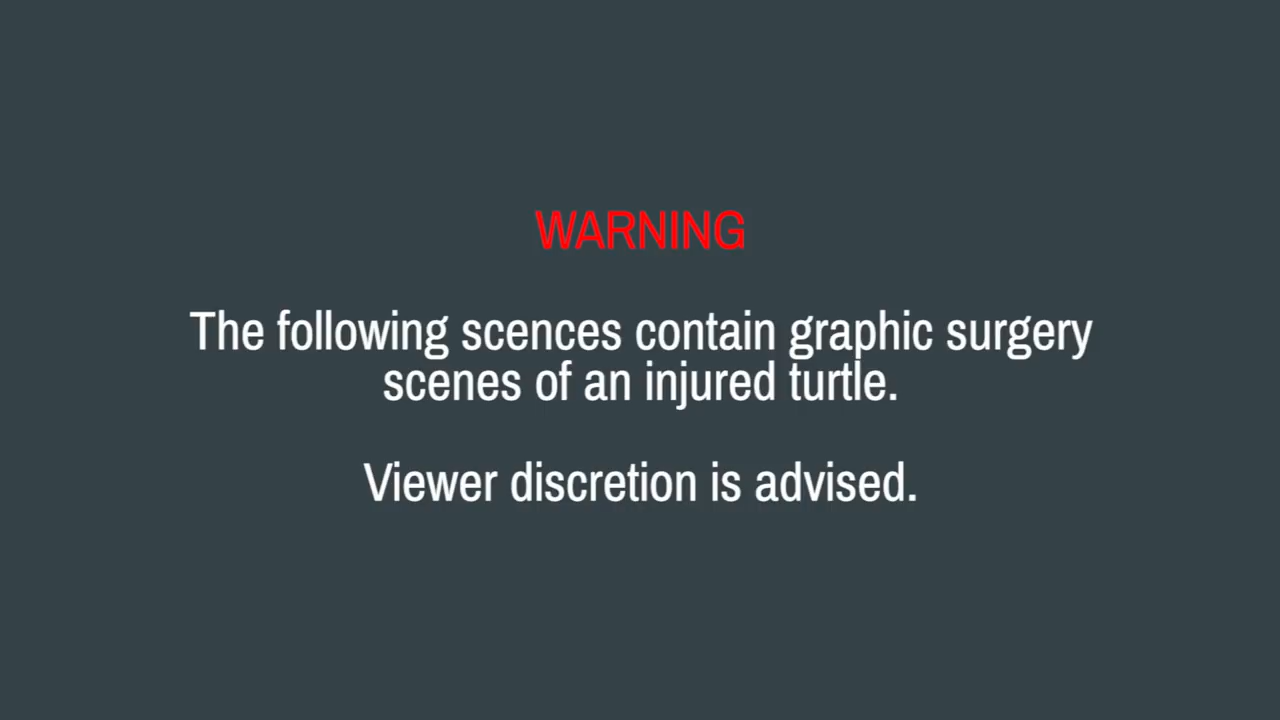 WARNING
The following scences contain graphic surgery
scenes of an injured turtle.
Viewer discretion is advised.